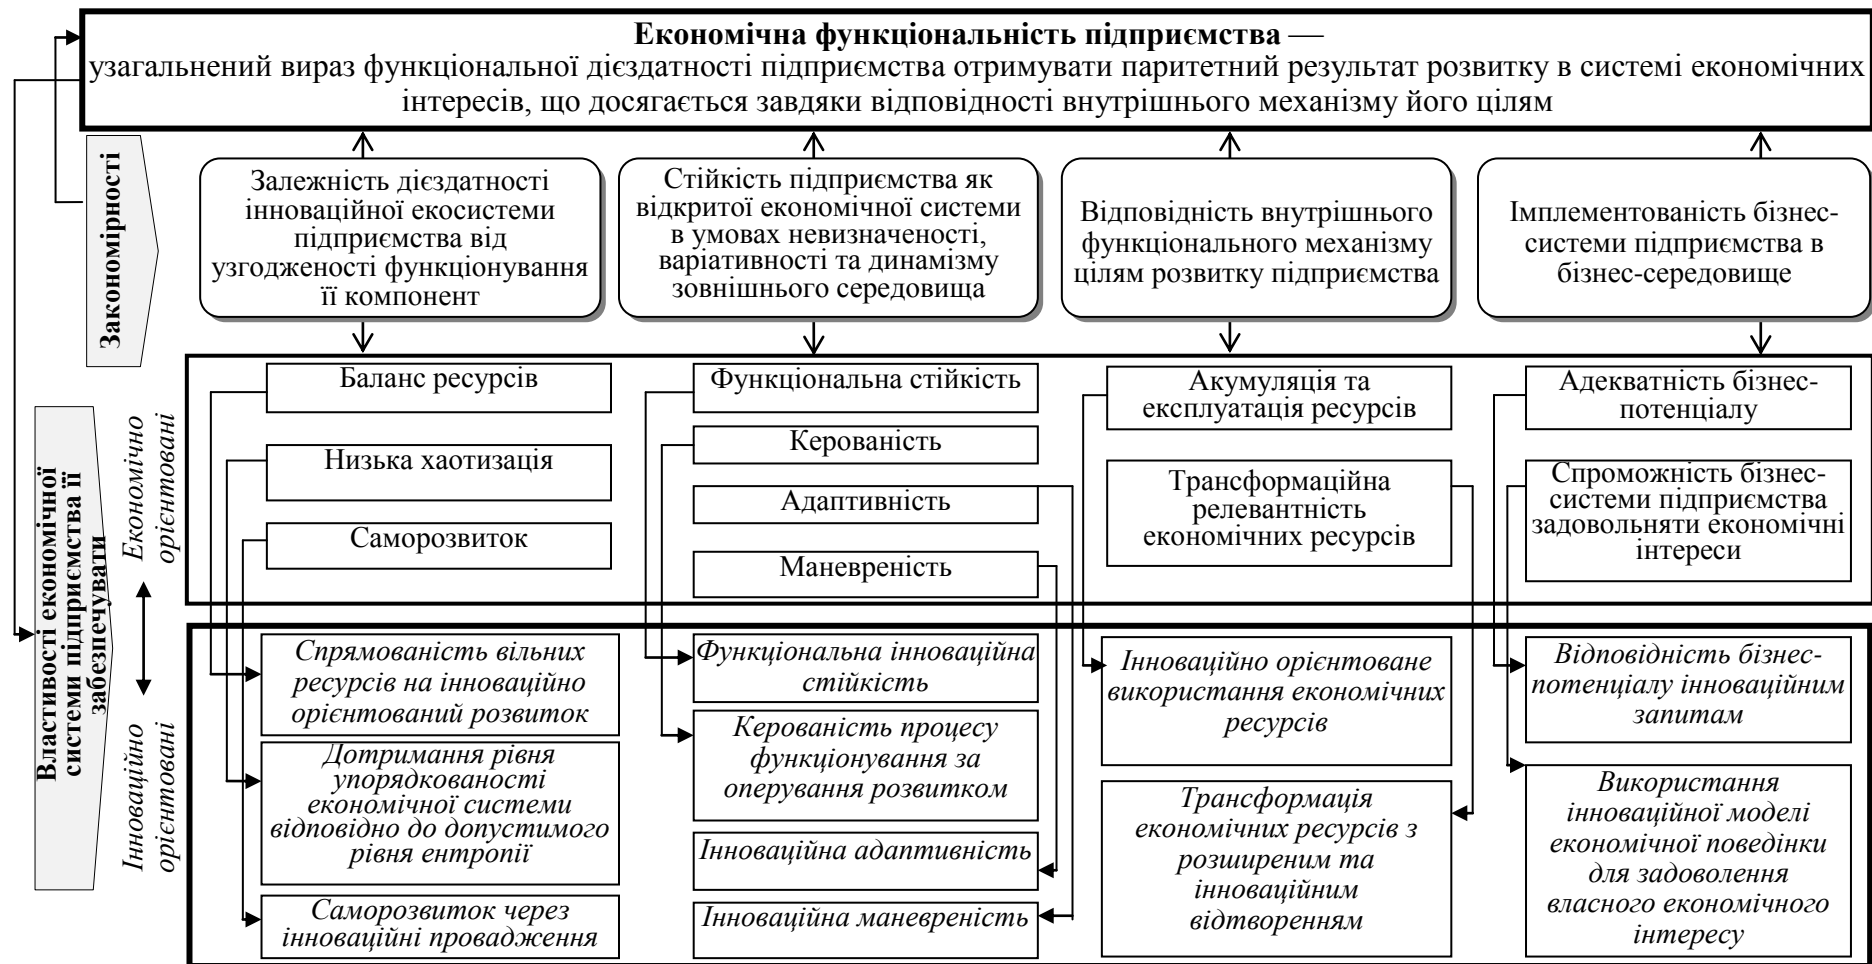 Економічна функціональність підприємства —
узагальнений вираз функціональної дієздатності підприємства отримувати паритетний результат розвитку в системі економічних
інтересів, що досягається завдяки відповідності внутрішнього механізму його цілям
Закономірності
Залежність дієздатності
інноваційної екосистеми
підприємства від
узгодженості функціонування
її компонент
Стійкість підприємства як
відкритої економічної системи
в умовах невизначеності,
варіативності та динамізму
зовнішнього середовища
Відповідність внутрішнього
функціонального механізму
цілям розвитку підприємства
Імплементованість бізнес-
системи підприємства в
бізнес-середовище
Властивості економічної
системи підприємства її
забезпечувати
Економічно
орієнтовані
Баланс ресурсів
Низька хаотизація
Саморозвиток
Функціональна стійкість
Керованість
Адаптивність
Маневреність
Акумуляція та
експлуатація ресурсів
Трансформаційна
релевантність
економічних ресурсів
Адекватність бізнес-
потенціалу
Спроможність бізнес-
системи підприємства
задовольняти економічні
інтереси
Інноваційно
орієнтовані
Спрямованість вільних
ресурсів на інноваційно
орієнтований розвиток
Дотримання рівня
упорядкованості
економічної системи
відповідно до допустимого
рівня ентропії
Саморозвиток через
інноваційні провадження
Функціональна інноваційна
стійкість
Керованість процесу
функціонування за
оперування розвитком
Інноваційна адаптивність
Інноваційна маневреність
Інноваційно орієнтоване
використання економічних
ресурсів
Трансформація
економічних ресурсів з
розширеним та
інноваційним
відтворенням
Відповідність бізнес-
потенціалу інноваційним
запитам
Використання
інноваційної моделі
економічної поведінки
для задоволення
власного економічного
інтересу